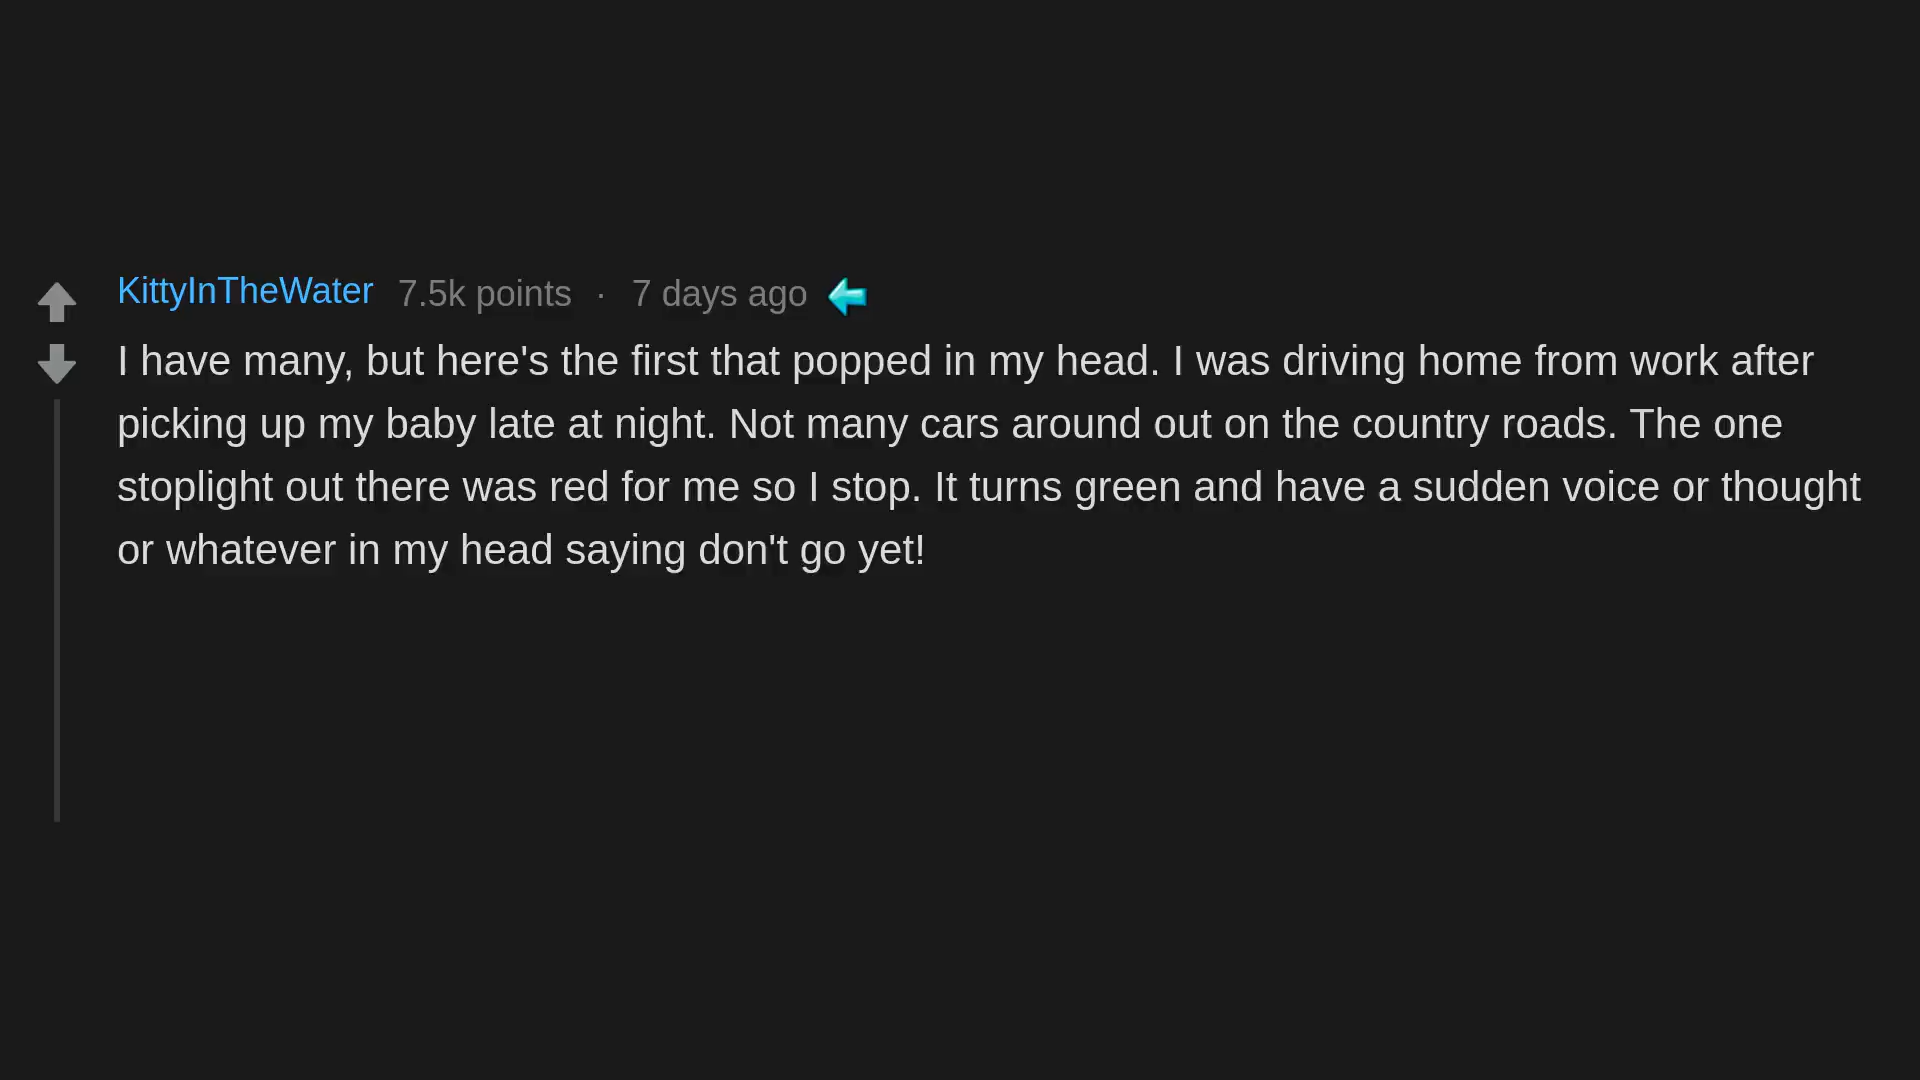 KittyInTheWater 7.5k points · 7 days ago
I have many, but here's the first that popped in my head. I was driving home from work after
picking up my baby late at night. Not many cars around out on the country roads. The one
stoplight out there was red for me so I stop. It turns green and have a sudden voice or thought
or whatever in my head saying don't go yet!